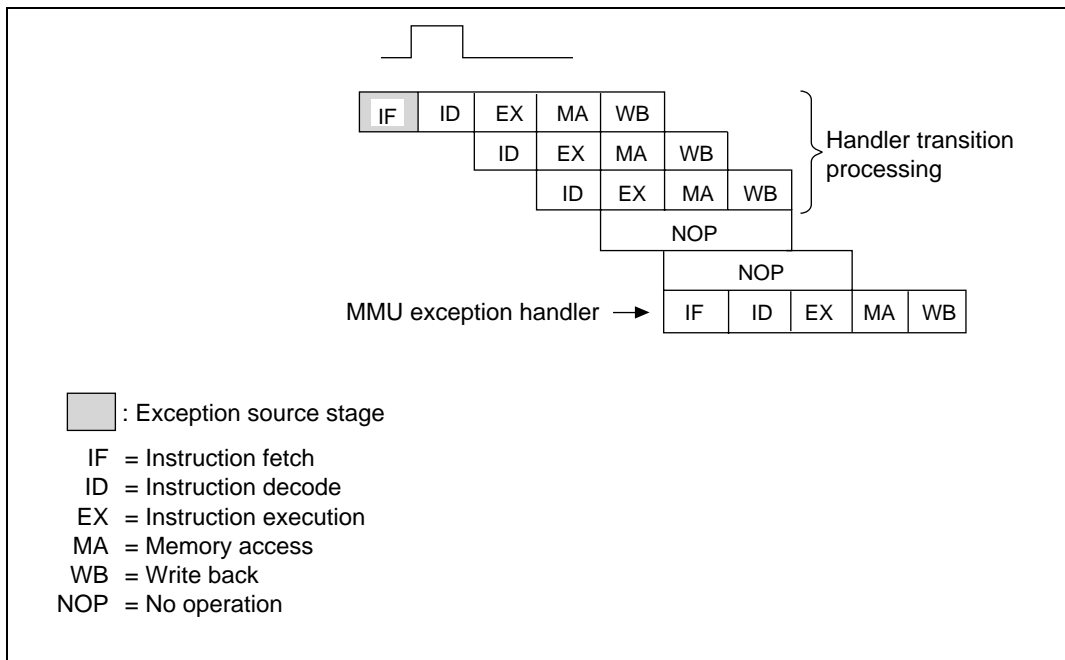 IF ID EX MA WB
ID EX MA WB
ID EX MA WB
Handler transition
processing
NOP
NOP
MMU exception handler IF ID EX MA WB
: Exception source stage
IF = Instruction fetch
ID = Instruction decode
EX = Instruction execution
MA = Memory access
WB = Write back
NOP = No operation